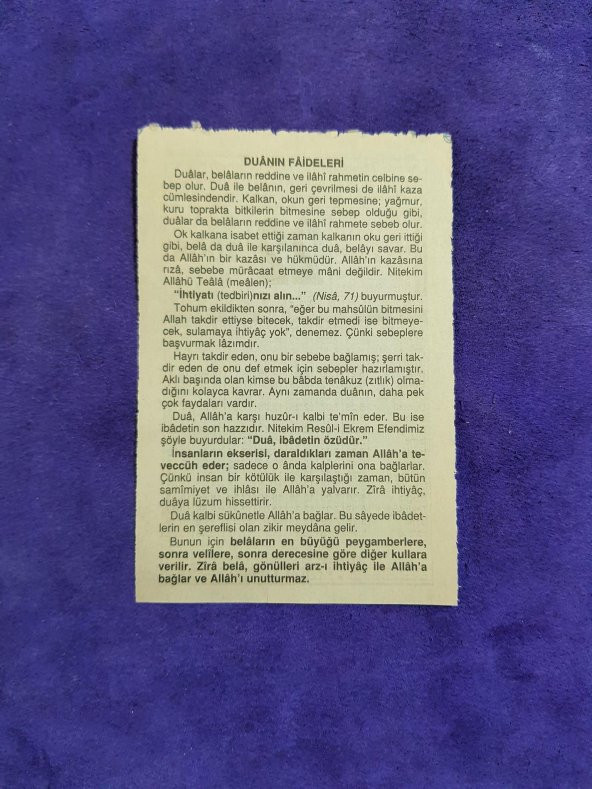 DUÂNIN FÂİDELERİ
Duâlar, belâların reddine ve ilâhî rahmetin celbine se-
bep olur. Duâ ile belânın, geri çevrilmesi de ilâhî kaza
cümlesindendir. Kalkan, okun geri tepmesine; yağmur,
kuru toprakta bitkilerin bitmesine sebep olduğu gibi,
duâlar da belâların reddine ve ilâhî rahmete sebeb olur.
Ok kalkana isabet ettiği zaman kalkanın oku geri ittiği
gibi, belâ da duâ ile karşılanınca duâ, belâyı savar. Bu
da Allâh'ın bir kazâsı ve hükmüdür. Allâh'ın kazâsına
rızâ, sebebe mürâcaat etmeye mâni değildir. Nitekim
Allâhü Teâlâ (meâlen);
"İhtiyatı (tedbiri)nızı alın..." (Nisâ, 71) buyurmuştur.
Tohum ekildikten sonra, "eğer bu mahsûlün bitmesini
Allah takdir ettiyse bitecek, takdir etmedi ise bitmeye-
cek, sulamaya ihtiyâç yok", denemez. Çünki sebeplere
başvurmak lâzımdır.
Hayrı takdir eden, onu bir sebebe bağlamış; şerri tak-
dir eden de onu def etmek için sebepler hazırlamıştır.
Aklı başında olan kimse bu bâbda tenâkuz (zıtlık) olma-
dığını kolayca kavrar. Aynı zamanda duânın, daha pek
çok faydaları vardır.
Duâ, Allâh'a karşı huzûr-ı kalbi te'mîn eder. Bu ise
ibâdetin son hazzıdır. Nitekim Resûl-i Ekrem Efendimiz
şöyle buyurdular: "Duâ, ibâdetin özüdür."
İnsanların ekserisi, daraldıkları zaman Allâh'a te-
veccüh eder; sadece o ânda kalplerini ona bağlarlar.
Çünkü insan bir kötülük ile karşılaştığı zaman, bütün
samîmiyet ve ihlâsı ile Allâh'a yalvarır. Zîrâ ihtiyâç,
duâya lüzum hissettirir.
Duâ kalbi sükûnetle Allâh'a bağlar. Bu sâyede ibâdet-
lerin en şereflisi olan zikir meydâna gelir.
Bunun için belâların en büyüğü peygamberlere,
sonra velîlere, sonra derecesine göre diğer kullara
verilir. Zîrâ belâ, gönülleri arz-ı ihtiyâç ile Allâh'a
bağlar ve Allâh'ı unutturmaz.